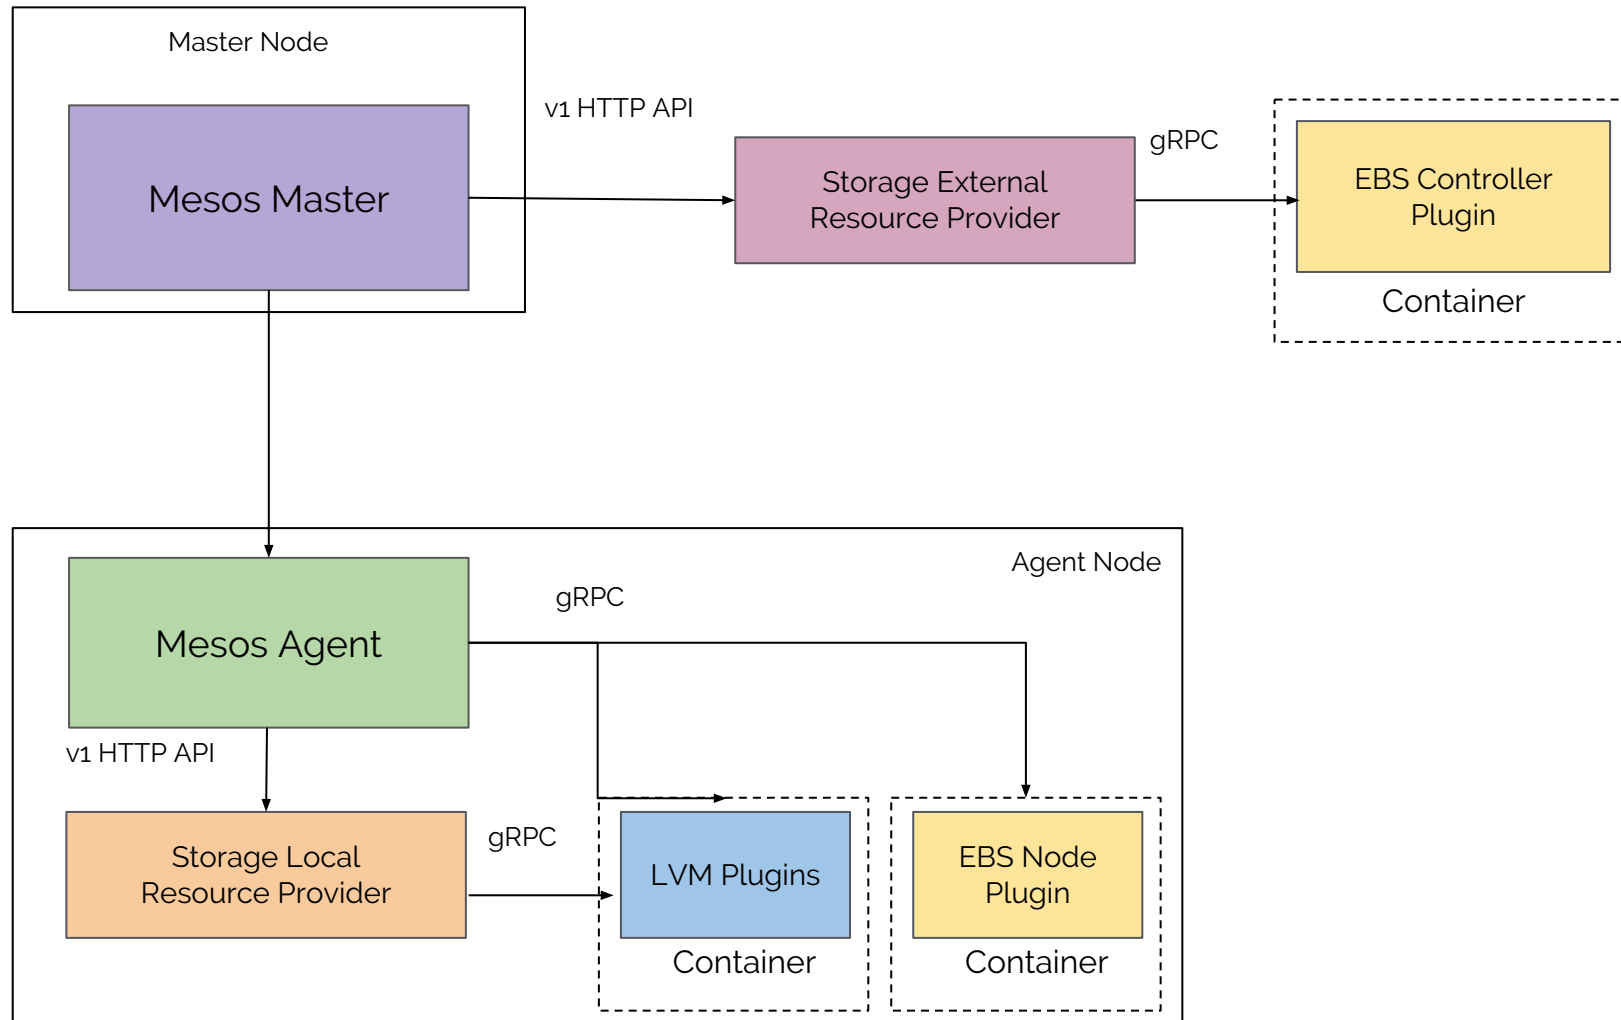 Master Node
Mesos Master
v1 HTTP API
Storage External
Resource Provider
gRPC
EBS Controller
Plugin
Container
Agent Node
Mesos Agent
gRPC
v1 HTTP API
Storage Local
Resource Provider
gRPC
LVM Plugins
Container
EBS Node
Plugin
Container